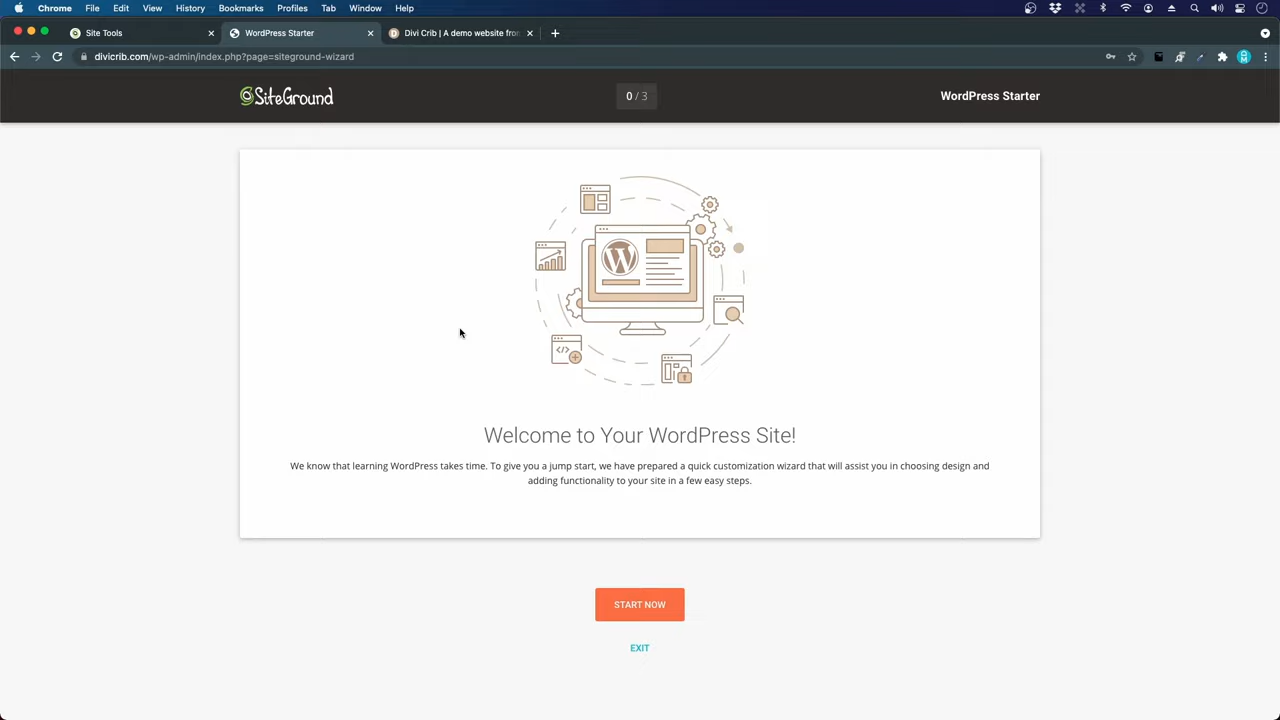 Chrome File Edit View History Bookmarks Profiles Tab Window Help
Site Tools WordPress Starter Divi Crib | A demo website fro
divicrib.com/wp-admin/index.php?page=siteground-wizard
SiteGround 0 / 3 WordPress Starter
Welcome to Your WordPress Site!
We know that learning WordPress takes time. To give you a jump start, we have prepared a quick customization wizard that will assist you in choosing design and
adding functionality to your site in a few easy steps.
START NOW
EXIT